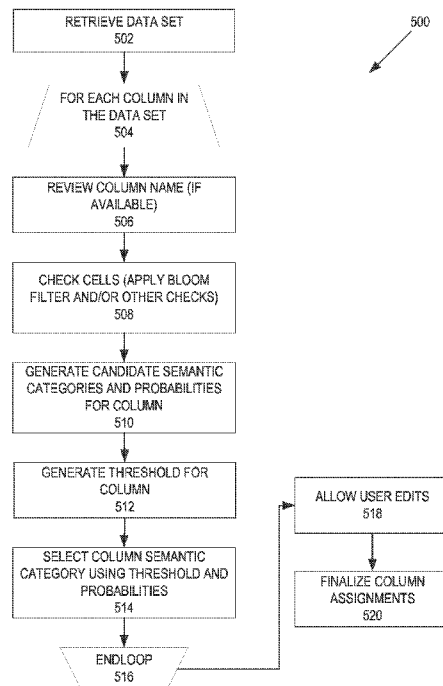 RETRIEVE DATA SET
502
500
FOR EACH COLUMN IN
THE DATA SET
504
REVIEW COLUMN NAME (IF
AVAILABLE)
506
CHECK CELLS (APPLY BLOOM
FILTER AND/OR OTHER CHECKS)
508
GENERATE CANDIDATE SEMANTIC
CATEGORIES AND PROBABILITIES
FOR COLUMN
510
GENERATE THRESHOLD FOR
COLUMN
512
SELECT COLUMN SEMANTIC
CATEGORY USING THRESHOLD AND
PROBABILITIES
514
ENDLOOP
516
ALLOW USER EDITS
518
FINALIZE COLUMN
ASSIGNMENTS
520